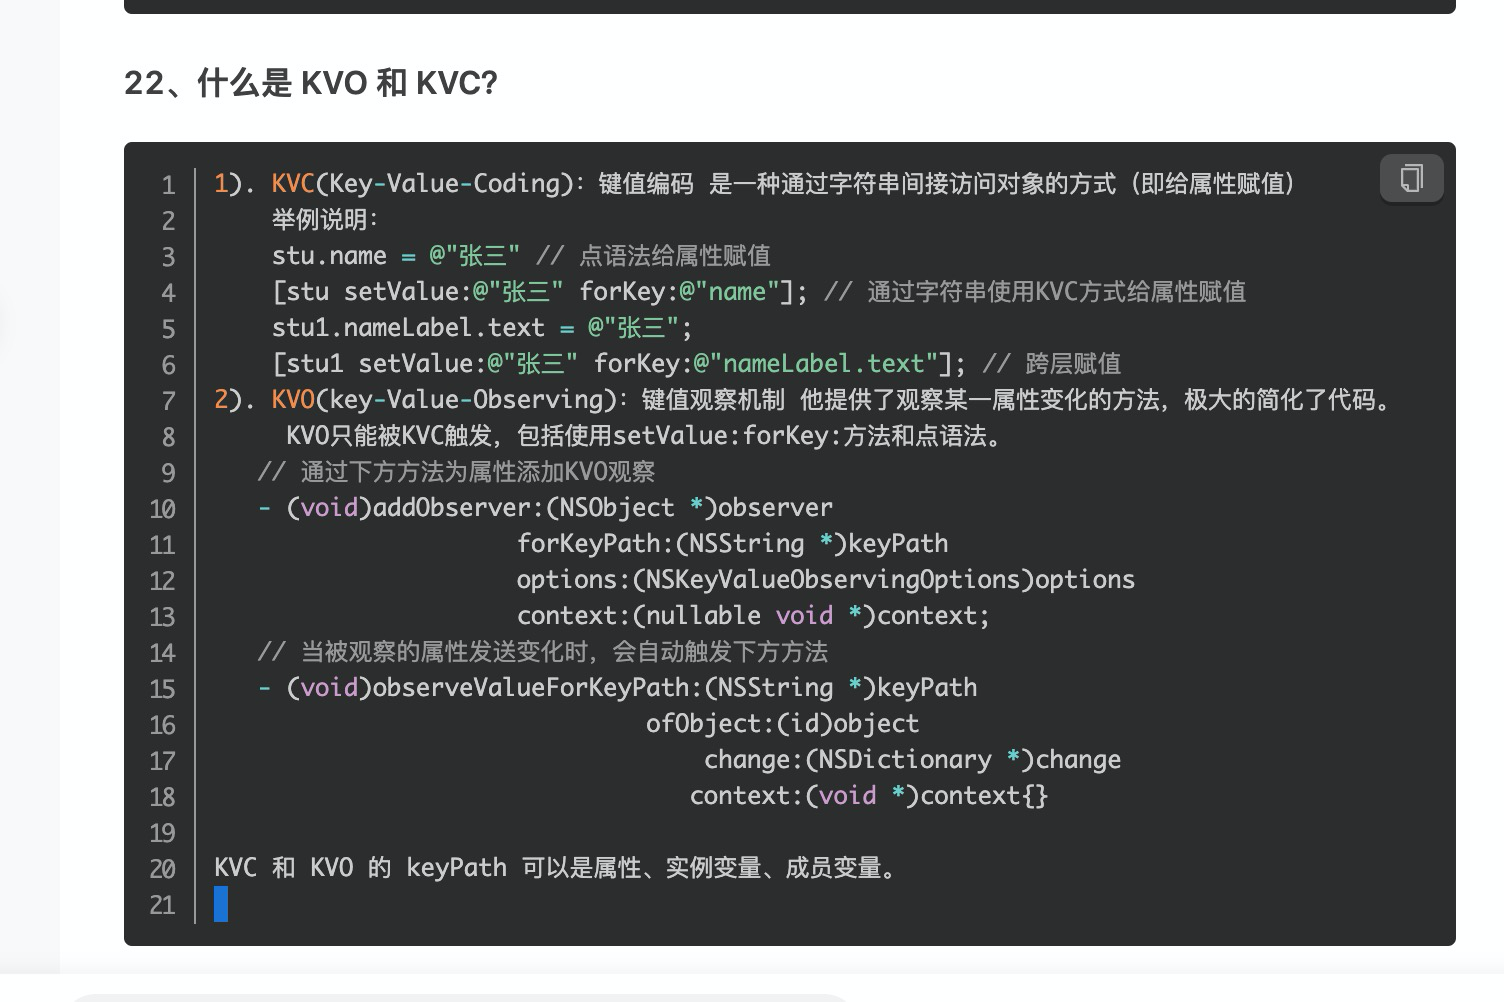 22、什么是 KVO 和 KVC?
1 1). KVC(Key-Value-Coding): 键值编码 是一种通过字符串间接访问对象的方式（即给属性赋值）
2 举例说明:
3 stu.name = @"张三" // 点语法给属性赋值
4 [stu setValue:@"张三" forKey:@"name"]; // 通过字符串使用KVC方式给属性赋值
5 stu1.nameLabel.text = @"张三";
6 [stu1 setValue:@"张三" forKey:@"nameLabel.text"]; // 跨层赋值
7 2). KVO(key-Value-Observing): 键值观察机制 他提供了观察某一属性变化的方法，极大的简化了代码。
8 KVO只能被KVC触发，包括使用setValue:forKey:方法和点语法。
9 // 通过下方方法为属性添加KVO观察
10 - (void)addObserver:(NSObject *)observer
11 forKeyPath:(NSString *)keyPath
12 options:(NSKeyValueObservingOptions)options
13 context:(nullable void *)context;
14 // 当被观察的属性发送变化时，会自动触发下方方法
15 - (void)observeValueForKeyPath:(NSString *)keyPath
16 ofObject:(id)object
17 change:(NSDictionary *)change
18 context:(void *)context{}
19
20 KVC 和 KVO 的 keyPath 可以是属性、实例变量、成员变量。
21